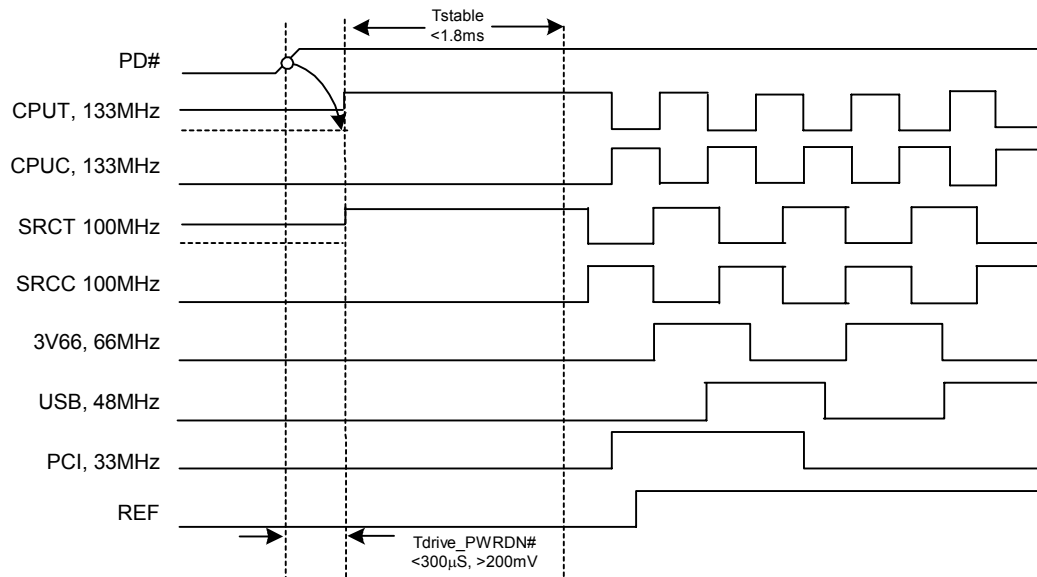 Tstable
<1.8ms
PD#
CPUT, 133MHz
CPUC, 133MHz
SRCT 100MHz
SRCC 100MHz
3V66, 66MHz
USB, 48MHz
PCI, 33MHz
REF
Tdrive_PWRDN#
<300μS, >200mV